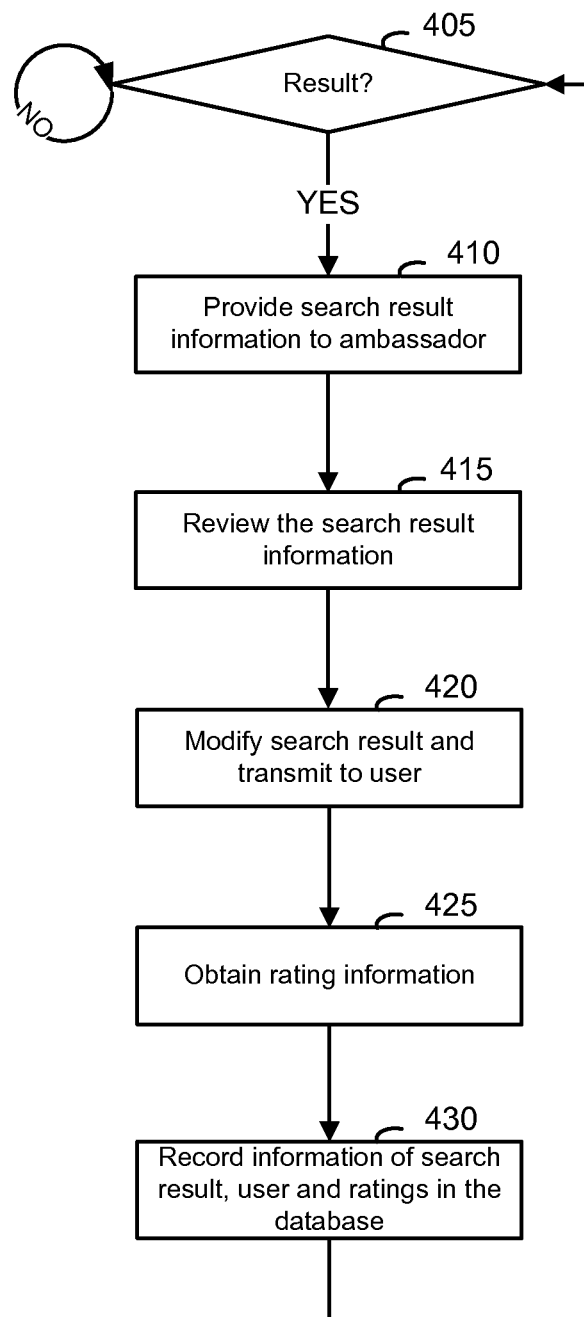 405
Result?
NO
YES
410
Provide search result
information to ambassador
415
Review the search result
information
420
Modify search result and
transmit to user
425
Obtain rating information
430
Record information of search
result, user and ratings in the
database